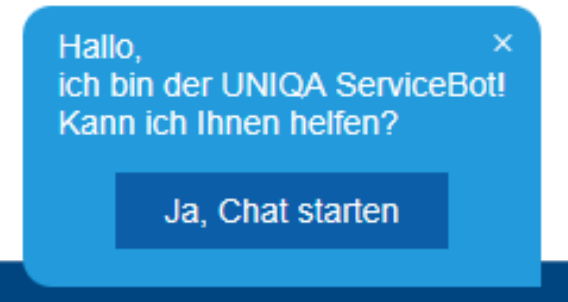 Hallo,
ich bin der UNIQA ServiceBot!
Kann ich Ihnen helfen?
Ja, Chat starten